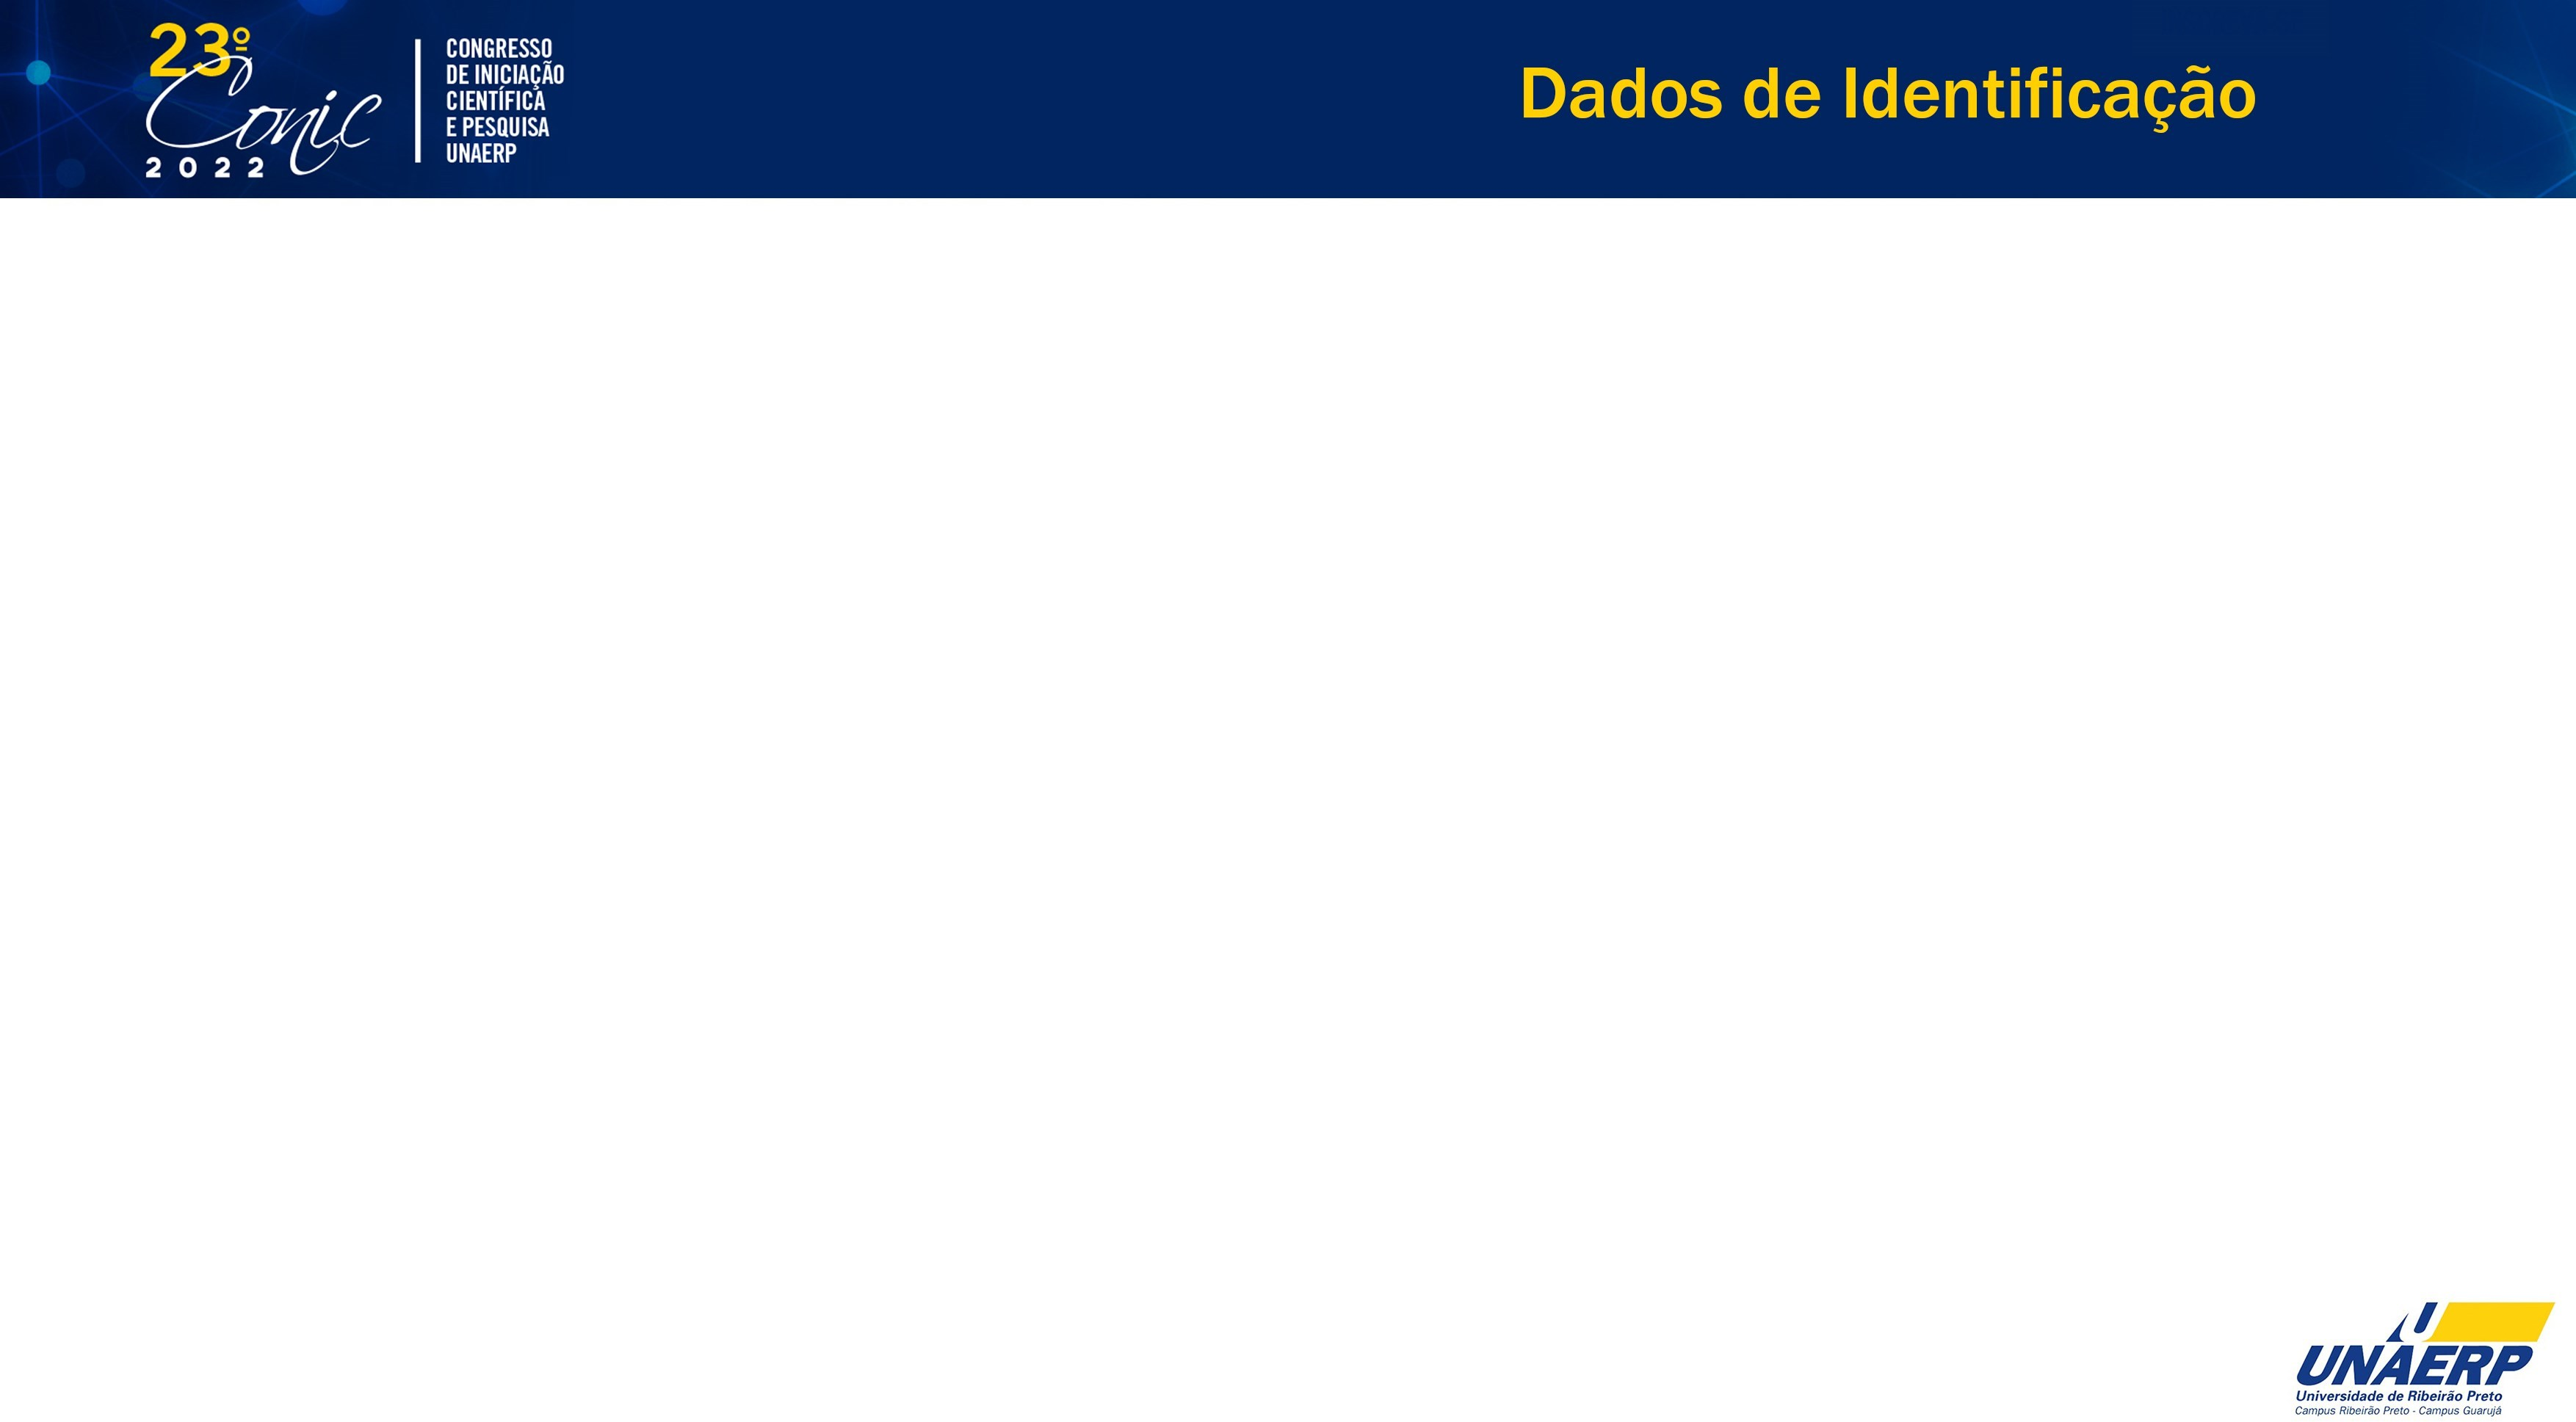 23º
Conic
2022
CONGRESSO
DE INICIAÇÃO
CIENTÍFICA
E PESQUISA
UNAERP
Dados de Identificação
U
UNAERP
Universidade de Ribeirão Preto
Campus Ribeirão Preto - Campus Guarujá